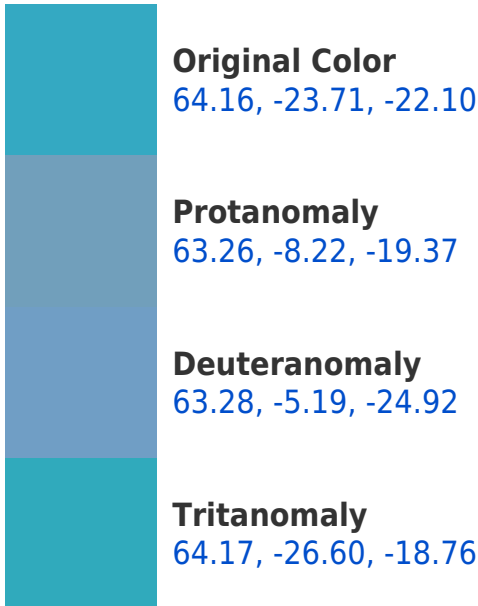 Original Color
64.16, -23.71, -22.10
Protanomaly
63.26, -8.22, -19.37
Deuteranomaly
63.28, -5.19, -24.92
Tritanomaly
64.17, -26.60, -18.76